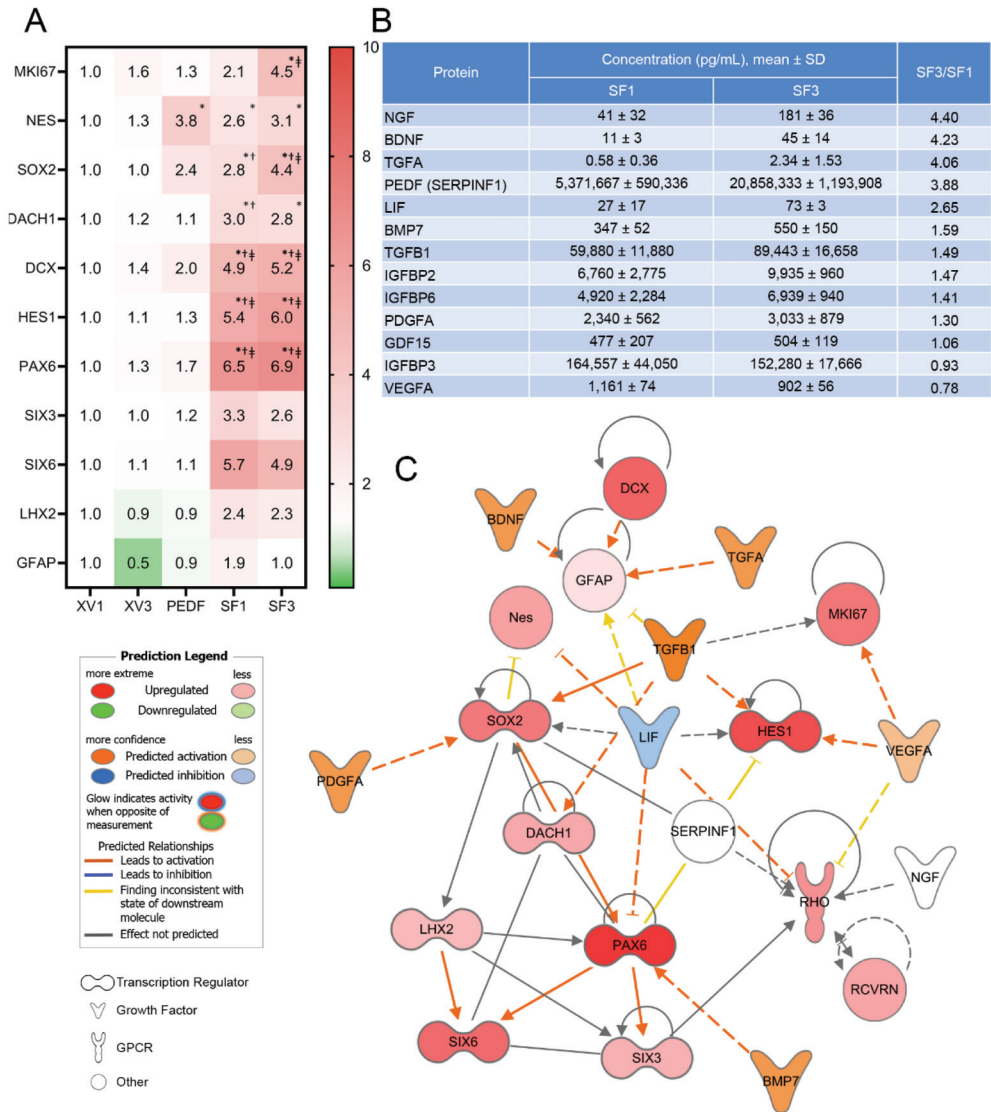 A
MKI67 1.0 1.6 1.3 2.1 4.5 *ǂ
NES 1.0 1.3 3.8 * 2.6 * 3.1 *
SOX2 1.0 1.0 2.4 2.8 *† 4.4 *†ǂ
DACH1 1.0 1.2 1.1 3.0 *† 2.8 *
DCX 1.0 1.4 2.0 4.9 *†ǂ 5.2 *†ǂ
HES1 1.0 1.1 1.3 5.4 *†ǂ 6.0 *†ǂ
PAX6 1.0 1.3 1.7 6.5 *†ǂ 6.9 *†ǂ
SIX3 1.0 1.0 1.2 3.3 2.6
SIX6 1.0 1.1 1.1 5.7 4.9
LHX2 1.0 0.9 0.9 2.4 2.3
GFAP 1.0 0.5 0.9 1.9 1.0
XV1 XV3 PEDF SF1 SF3
10
8
6
4
2
B
Protein Concentration (pg/mL), mean ± SD SF3/SF1
SF1 SF3
NGF 41 ± 32 181 ± 36 4.40
BDNF 11 ± 3 45 ± 14 4.23
TGFA 0.58 ± 0.36 2.34 ± 1.53 4.06
PEDF (SERPINF1) 5,371,667 ± 590,336 20,858,333 ± 1,193,908 3.88
LIF 27 ± 17 73 ± 3 2.65
BMP7 347 ± 52 550 ± 150 1.59
TGFB1 59,880 ± 11,880 89,443 ± 16,658 1.49
IGFBP2 6,760 ± 2,775 9,935 ± 960 1.47
IGFBP6 4,920 ± 2,284 6,939 ± 940 1.41
PDGFA 2,340 ± 562 3,033 ± 879 1.30
GDF15 477 ± 207 504 ± 119 1.06
IGFBP3 164,557 ± 44,050 152,280 ± 17,666 0.93
VEGFA 1,161 ± 74 902 ± 56 0.78
C
DCX
BDNF
TGFA
GFAP
Nes
MKI67
TGFB1
SOX2
LIF
HES1
VEGFA
PDGFA
DACH1
SERPINF1
NGF
RHO
LHX2
PAX6
RCVRN
SIX6
SIX3
BMP7
Prediction Legend
more extreme less
Upregulated
Downregulated
more confidence less
Predicted activation
Predicted inhibition
Glow indicates activity
when opposite of
measurement
Predicted Relationships
Leads to activation
Leads to inhibition
Finding inconsistent with
state of downstream
molecule
Effect not predicted
Transcription Regulator
Growth Factor
GPCR
Other